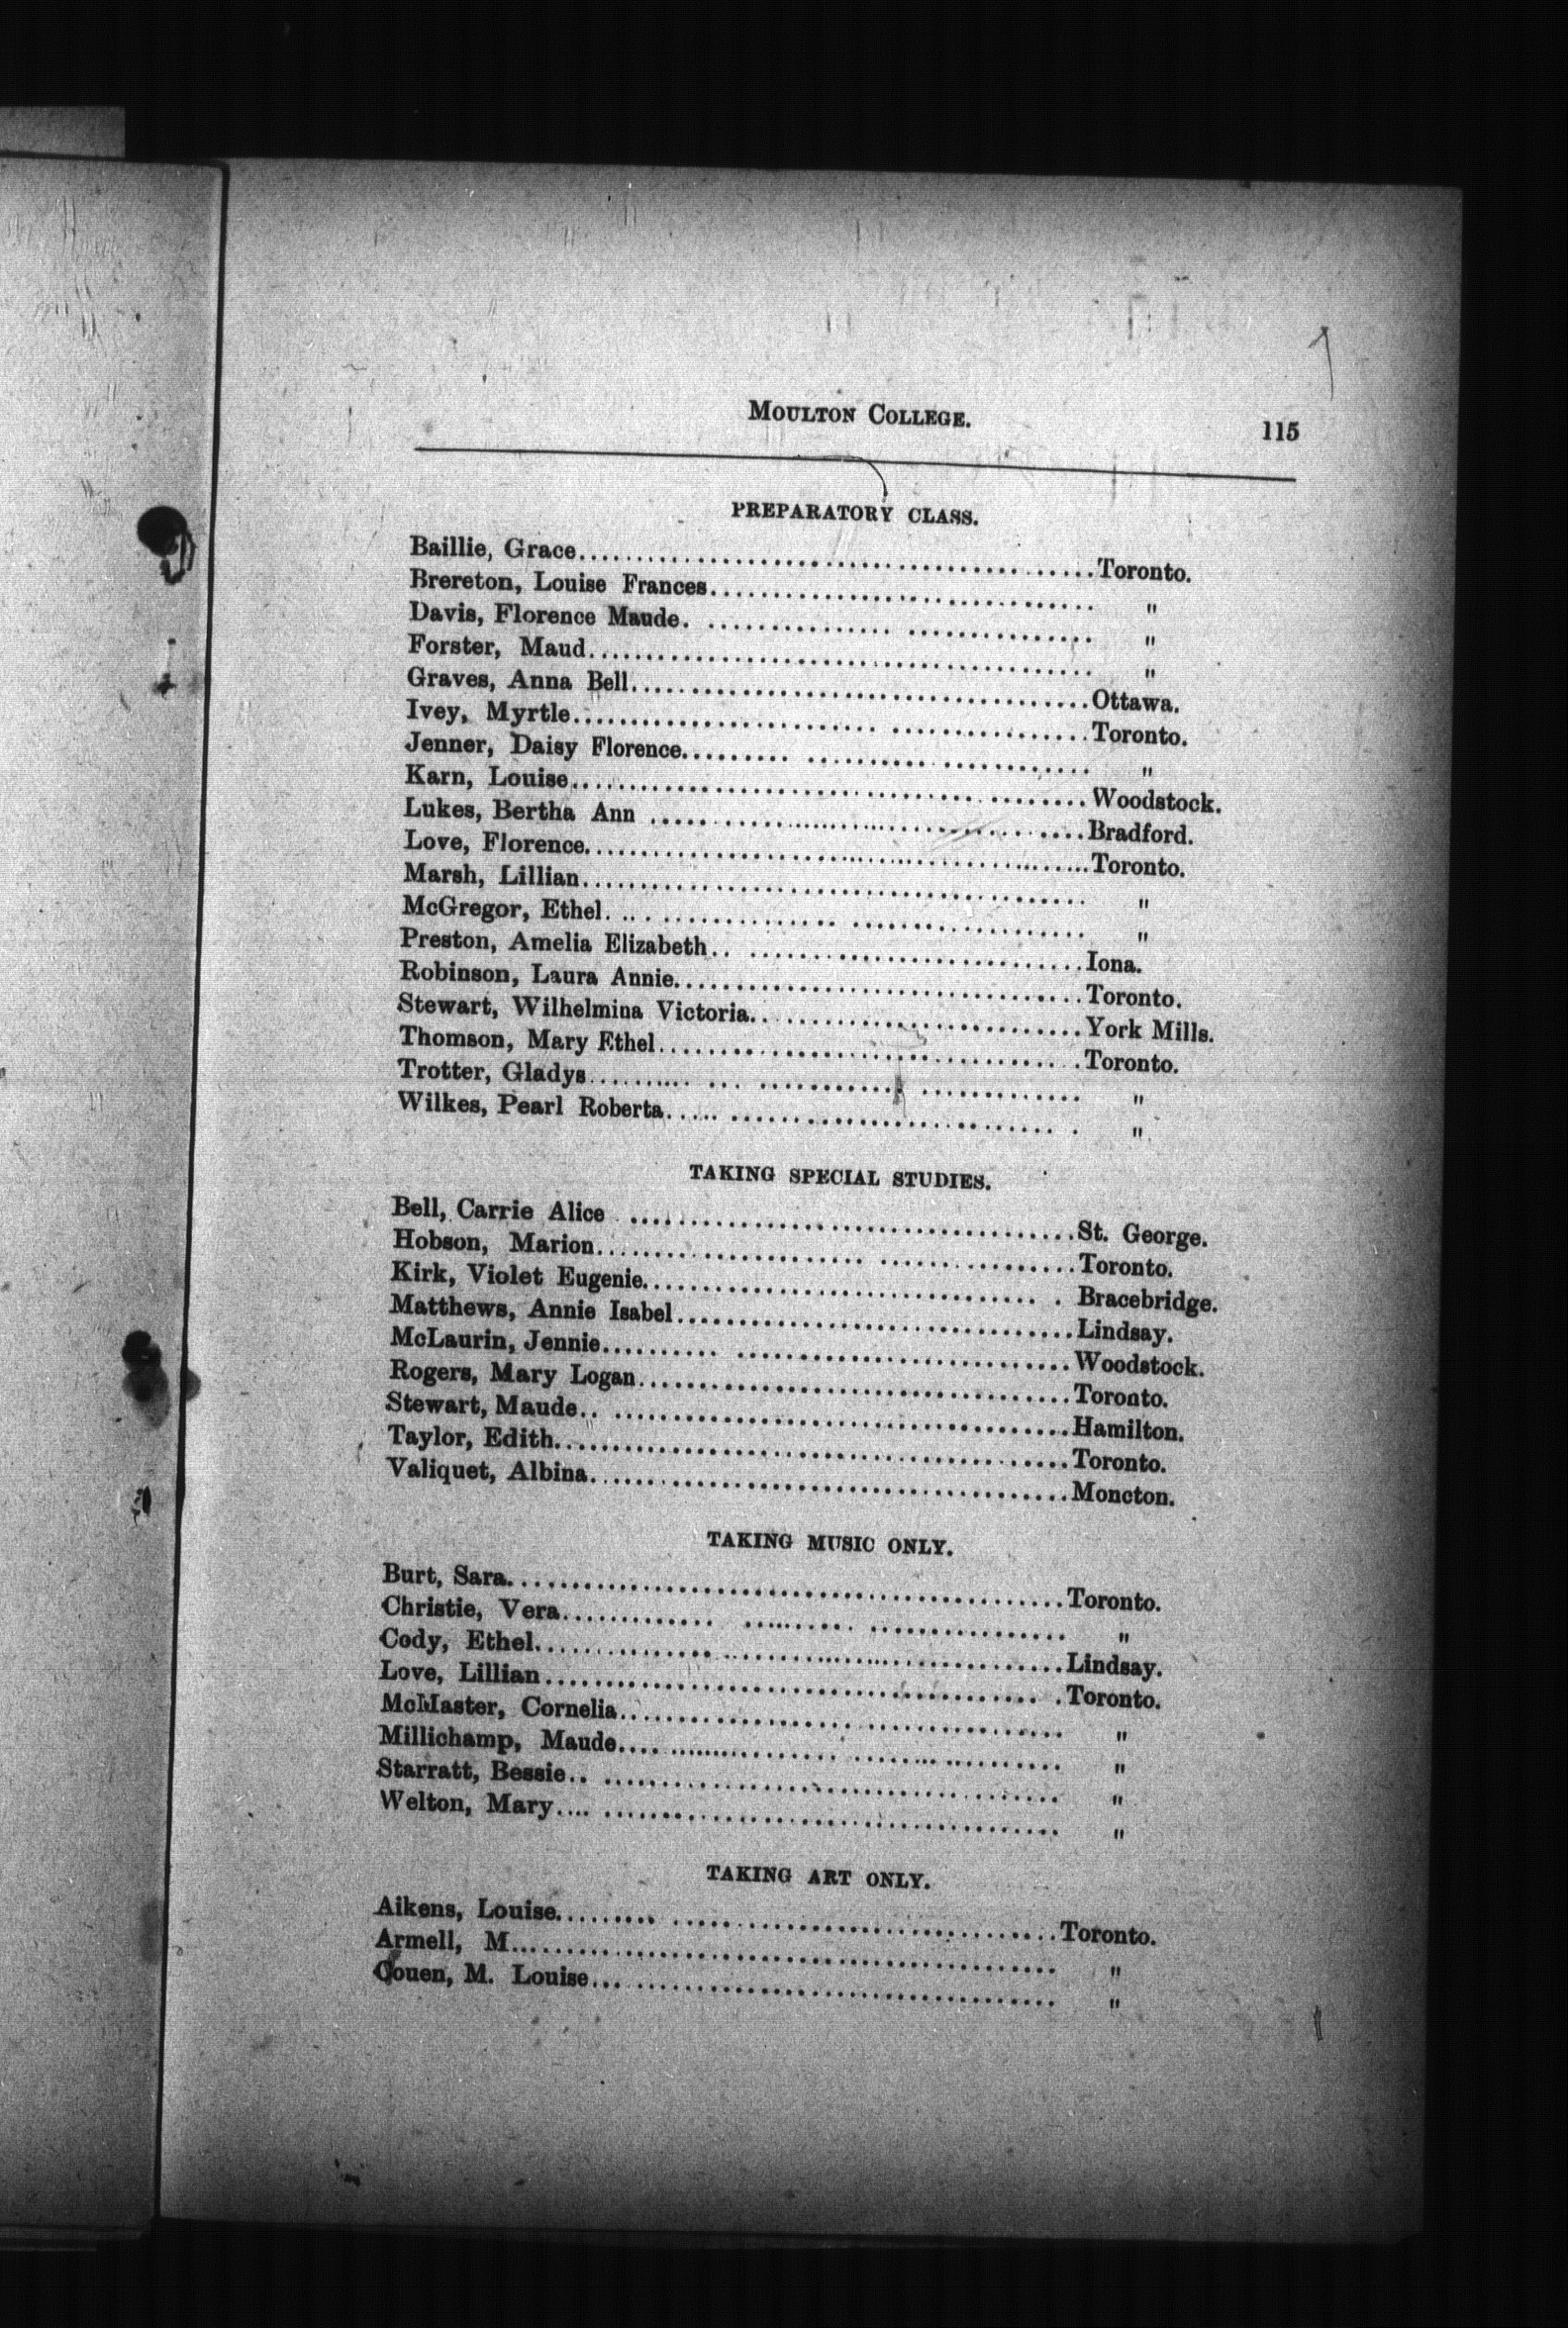 MOULTON COLLEGE. 115
PREPARATORY CLASS.
Baillie, Grace........................................Toronto.
Brereton, Louise Frances........................................ "
Davis, Florence Maude........................................ "
Forster, Maud........................................ "
Graves, Anna Bell........................................Ottawa.
Ivey, Myrtle........................................Toronto.
Jenner, Daisy Florence........................................ "
Karn, Louise........................................Woodstock.
Lukes, Bertha Ann ........................................Bradford.
Love, Florence........................................Toronto.
Marsh, Lillian........................................ "
McGregor, Ethel........................................ "
Preston, Amelia Elizabeth........................................Iona.
Robinson, Laura Annie........................................Toronto.
Stewart, Wilhelmina Victoria........................................York Mills.
Thomson, Mary Ethel........................................Toronto.
Trotter, Gladys........................................ "
Wilkes, Pearl Roberta........................................ "
TAKING SPECIAL STUDIES.
Bell, Carrie Alice ........................................St. George.
Hobson, Marion........................................Toronto.
Kirk, Violet Eugenie........................................Bracebridge.
Matthews, Annie Isabel........................................Lindsay.
McLaurin, Jennie........................................Woodstock.
Rogers, Mary Logan........................................Toronto.
Stewart, Maude........................................Hamilton.
Taylor, Edith........................................Toronto.
Valiquet, Albina........................................Moncton.
TAKING MUSIC ONLY.
Burt, Sara........................................Toronto.
Christie, Vera........................................ "
Cody, Ethel........................................Lindsay.
Love, Lillian........................................Toronto.
McMaster, Cornelia........................................ "
Millichamp, Maude........................................ "
Starratt, Bessie........................................ "
Welton, Mary........................................ "
TAKING ART ONLY.
Aikens, Louise........................................Toronto.
Armell, M........................................ "
Couen, M. Louise........................................ "